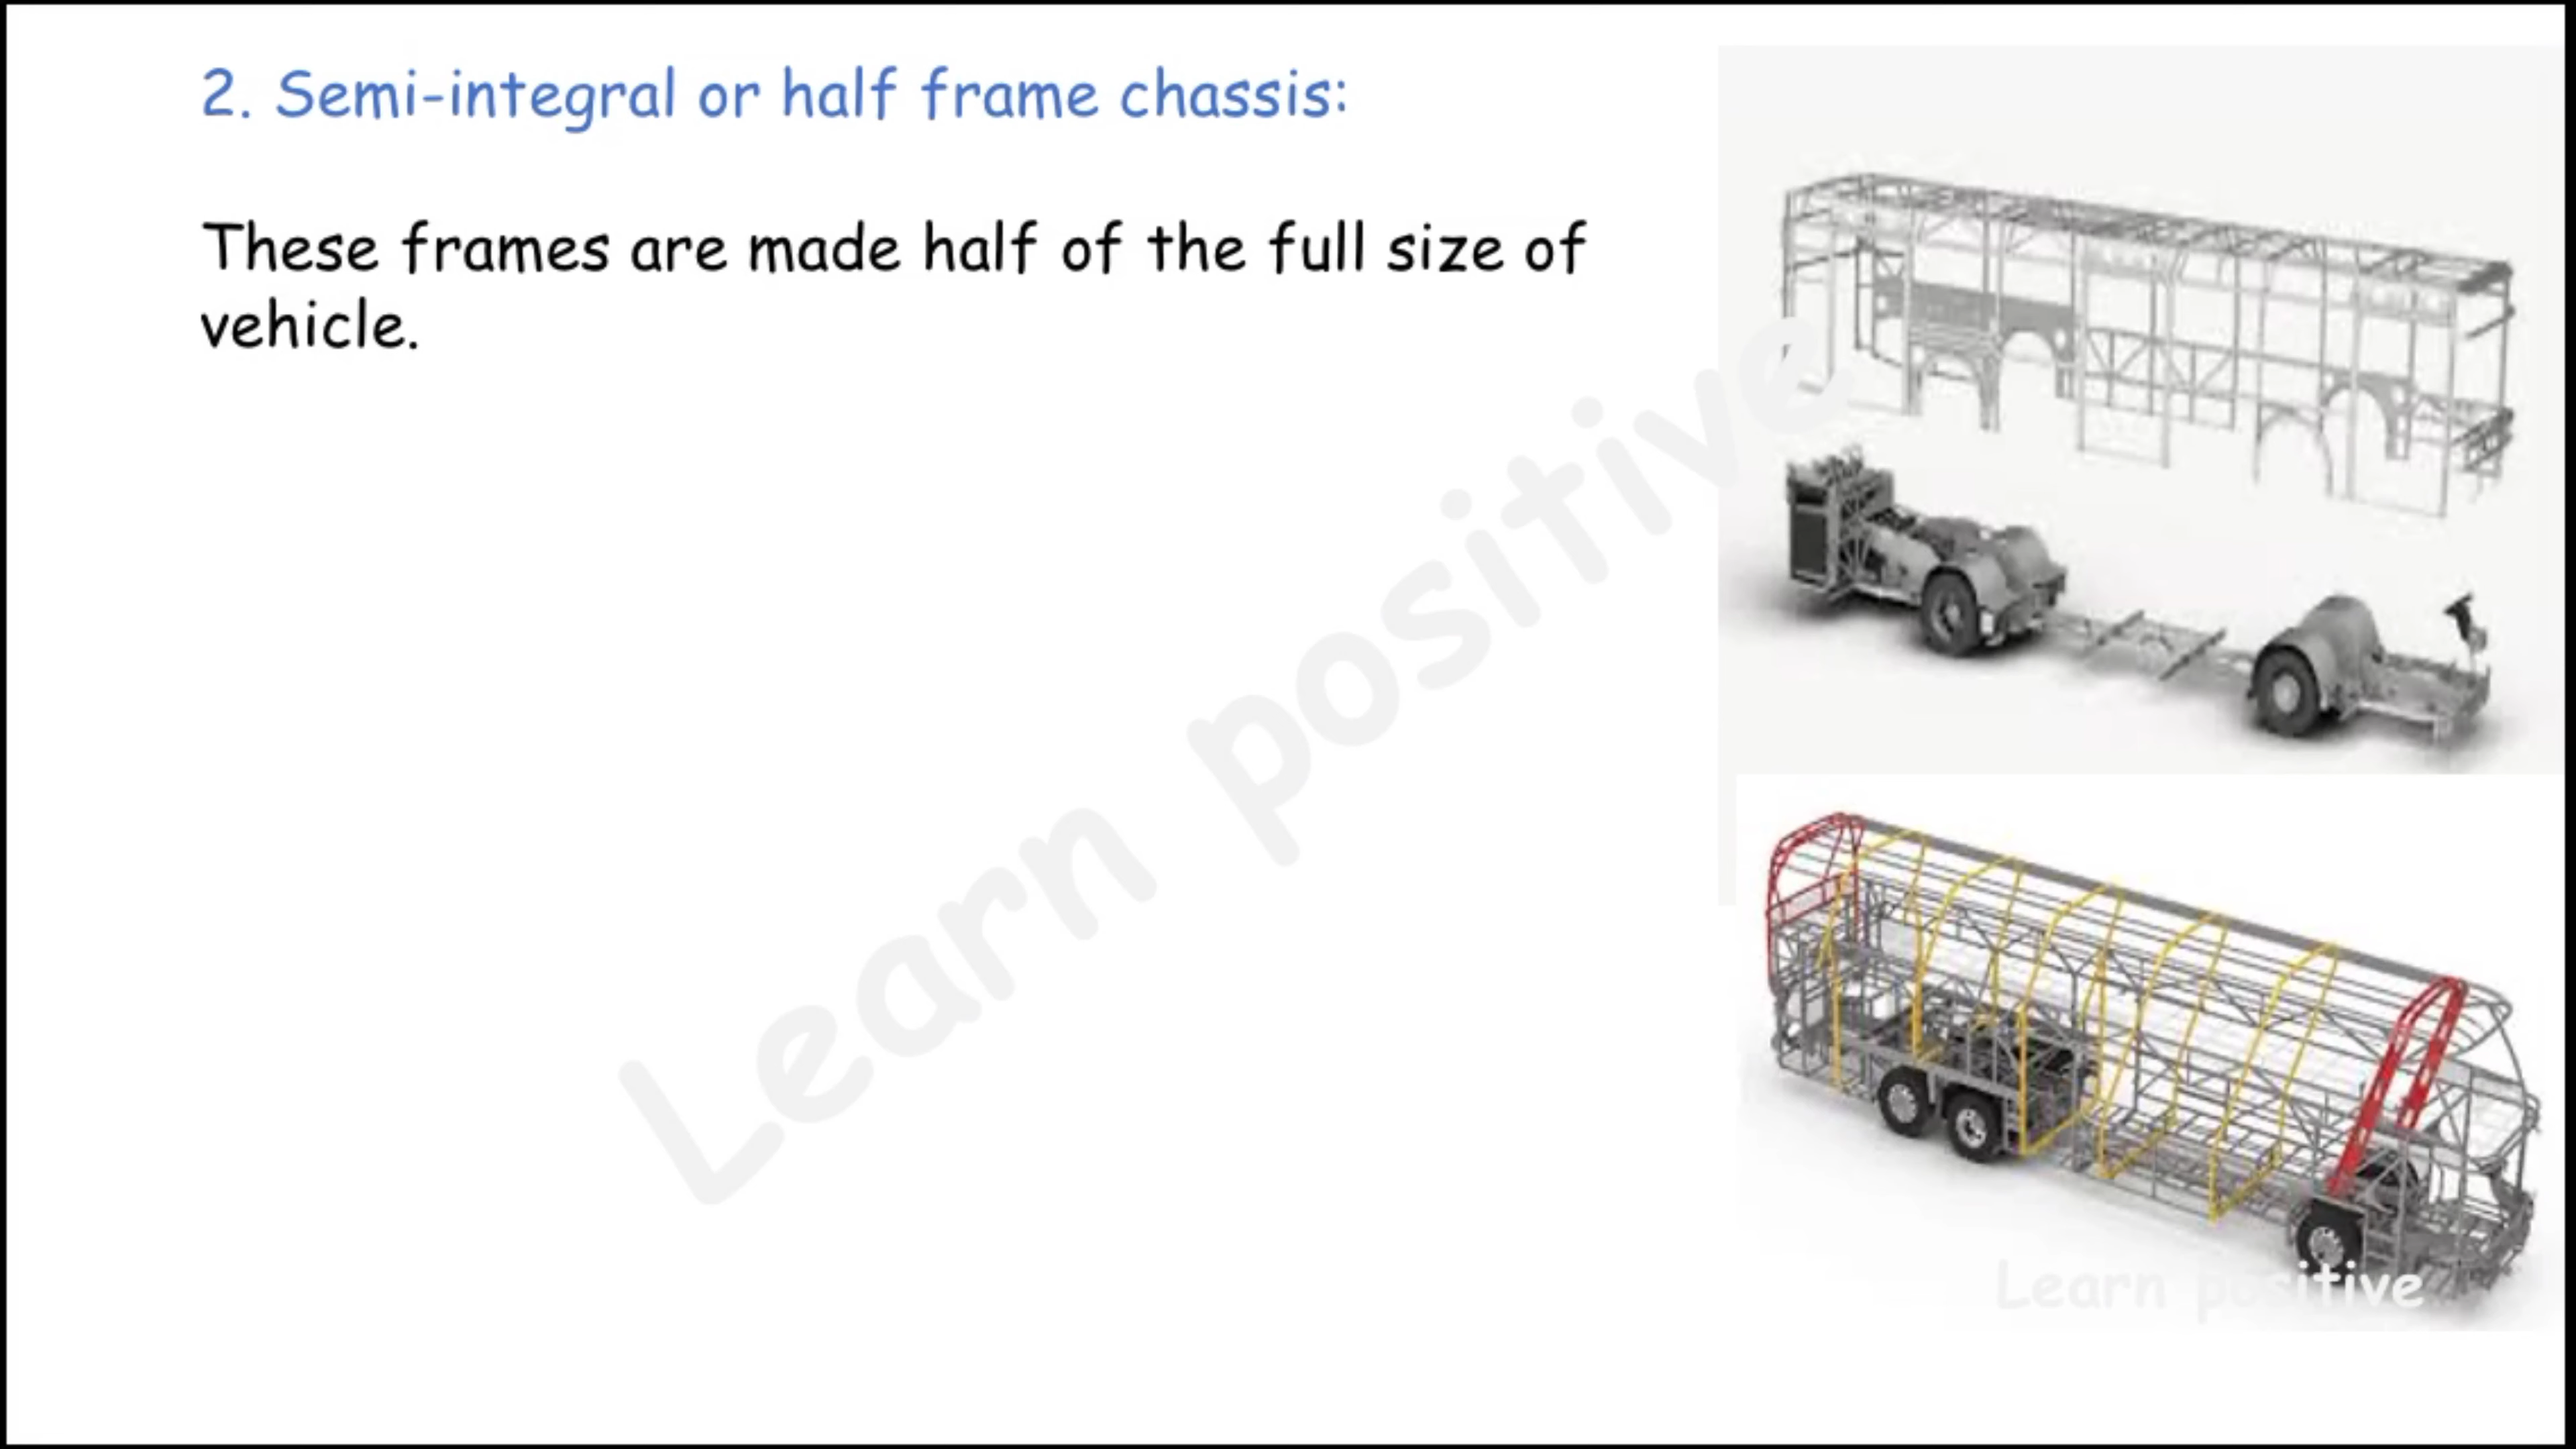 2. Semi-integral or half frame chassis:
These frames are made half of the full size of
vehicle.
Learn positive
Learn positive